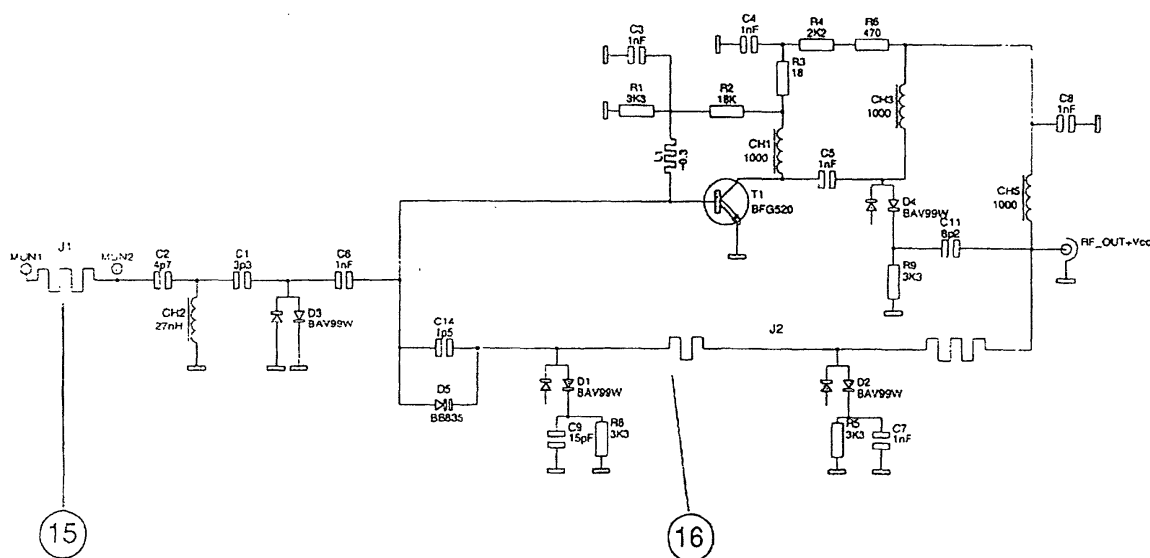 C3
1nF
C4
1nF
R4
2K2
R6
470
R3
18
R1
3K3
R2
18K
CH3
1000
C8
1nF
L1
~0.3
CH1
1000
C5
1nF
CH5
1000
T1
BFG520
D4
BAV99W
C11
8p2
RF_OUT+Vcc
R9
3K3
J1
MON1
MON2
C2
4p7
C1
3p3
C6
1nF
CH2
27nH
D3
BAV99W
C14
1p5
D5
BB835
J2
D1
BAV99W
D2
BAV99W
C9
15pF
R8
3K3
R5
3K3
C7
1nF
15
16